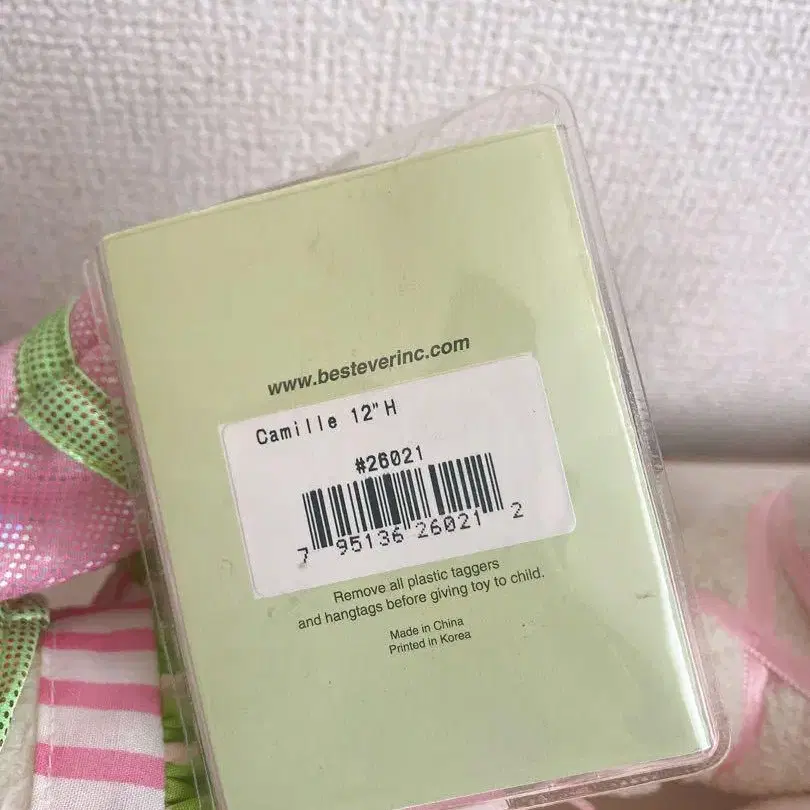 www.besteverinc.com
Camille 12" H
#26021
7 95136 26021 2
Remove all plastic taggers
and hangtags before giving toy to child.
Made in China
Printed in Korea